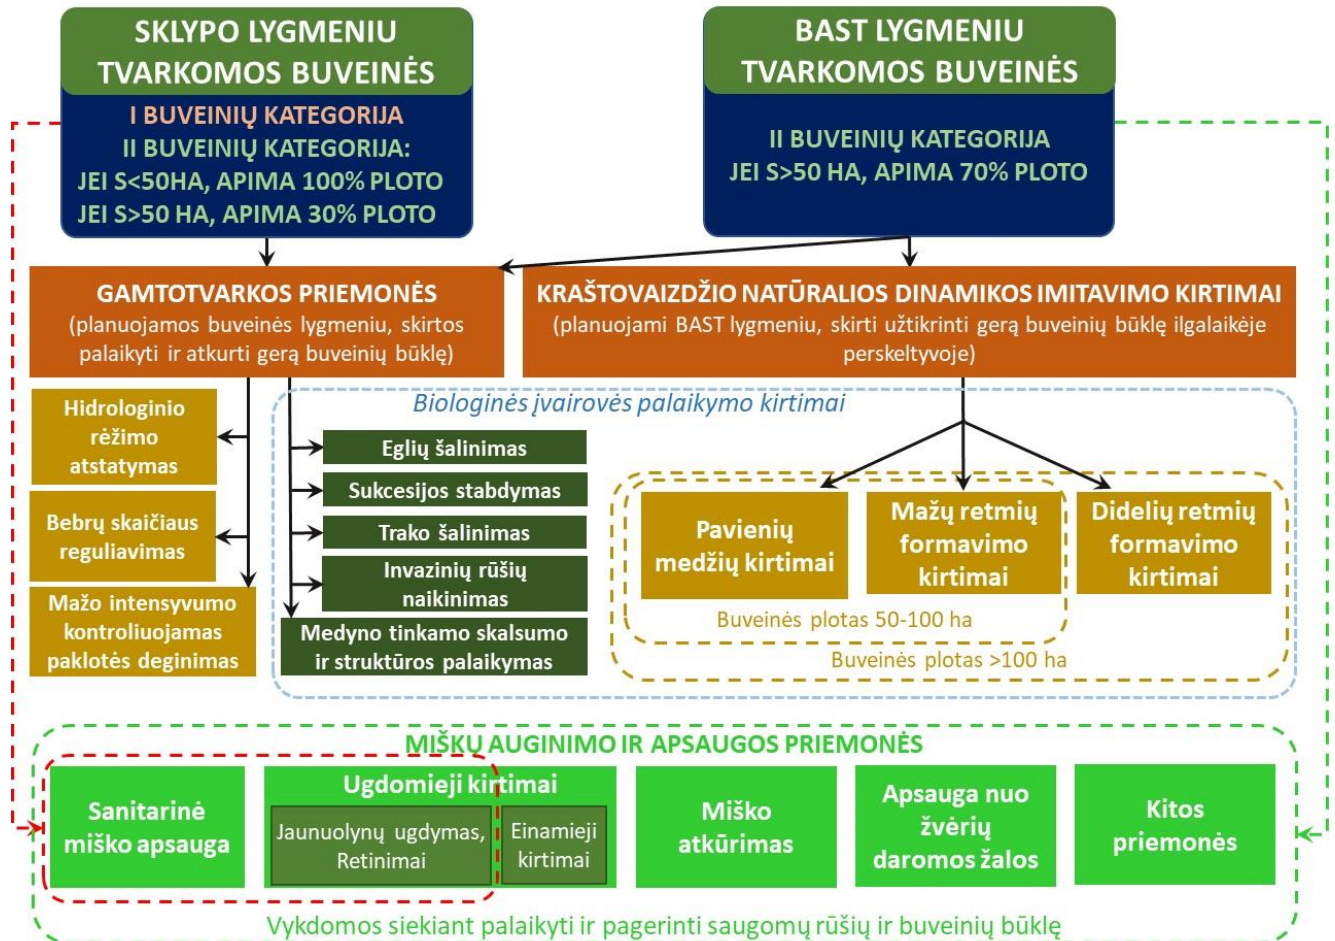 SKLYPO LYGMENIU
TVARKOMOS BUVEINĖS
I BUVEINIŲ KATEGORIJA
II BUVEINIŲ KATEGORIJA:
JEI S<50HA, APIMA 100% PLOTO
JEI S>50 HA, APIMA 30% PLOTO
BAST LYGMENIU
TVARKOMOS BUVEINĖS
II BUVEINIŲ KATEGORIJA
JEI S>50 HA, APIMA 70% PLOTO
GAMTOTVARKOS PRIEMONĖS
(planuojamos buveinės lygmeniu, skirtos
palaikyti ir atkurti gerą buveinių būklę)
KRAŠTOVAIZDŽIO NATŪRALIOS DINAMIKOS IMITAVIMO KIRTIMAI
(planuojami BAST lygmeniu, skirti užtikrinti gerą buveinių būklę ilgalaikėje
perskeltyvoje)
Hidrologinio
rėžimo
atstatymas
Bebrų skaičiaus
reguliavimas
Mažo intensyvumo
kontroliuojamas
paklotės deginimas
Biologinės įvairovės palaikymo kirtimai
Eglių šalinimas
Sukcesijos stabdymas
Trako šalinimas
Invazinių rūšių
naikinimas
Medyno tinkamo skalsumo
ir struktūros palaikymas
Pavienių
medžių kirtimai
Mažų retmių
formavimo
kirtimai
Didelių retmių
formavimo
kirtimai
Buveinės plotas 50-100 ha
Buveinės plotas >100 ha
MIŠKŲ AUGINIMO IR APSAUGOS PRIEMONĖS
Sanitarinė
miško apsauga
Ugdomieji kirtimai
Jaunuolynų ugdymas,
Retinimai
Einamieji
kirtimai
Miško
atkūrimas
Apsauga nuo
žvėrių
daromos žalos
Kitos
priemonės
Vykdomos siekiant palaikyti ir pagerinti saugomų rūšių ir buveinių būklę